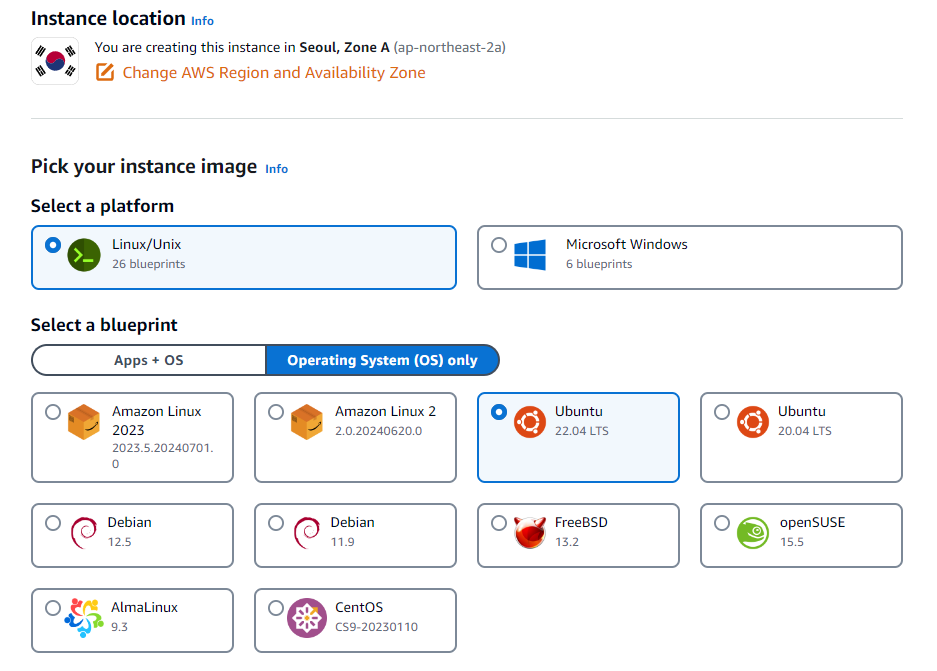 Instance location Info
You are creating this instance in Seoul, Zone A (ap-northeast-2a)
Change AWS Region and Availability Zone
Pick your instance image Info
Select a platform
Linux/Unix
26 blueprints
Microsoft Windows
6 blueprints
Select a blueprint
Apps + OS
Operating System (OS) only
Amazon Linux
2023
2023.5.20240701.
0
Amazon Linux 2
2.0.20240620.0
Ubuntu
22.04 LTS
Ubuntu
20.04 LTS
Debian
12.5
Debian
11.9
FreeBSD
13.2
openSUSE
15.5
AlmaLinux
9.3
CentOS
CS9-20230110